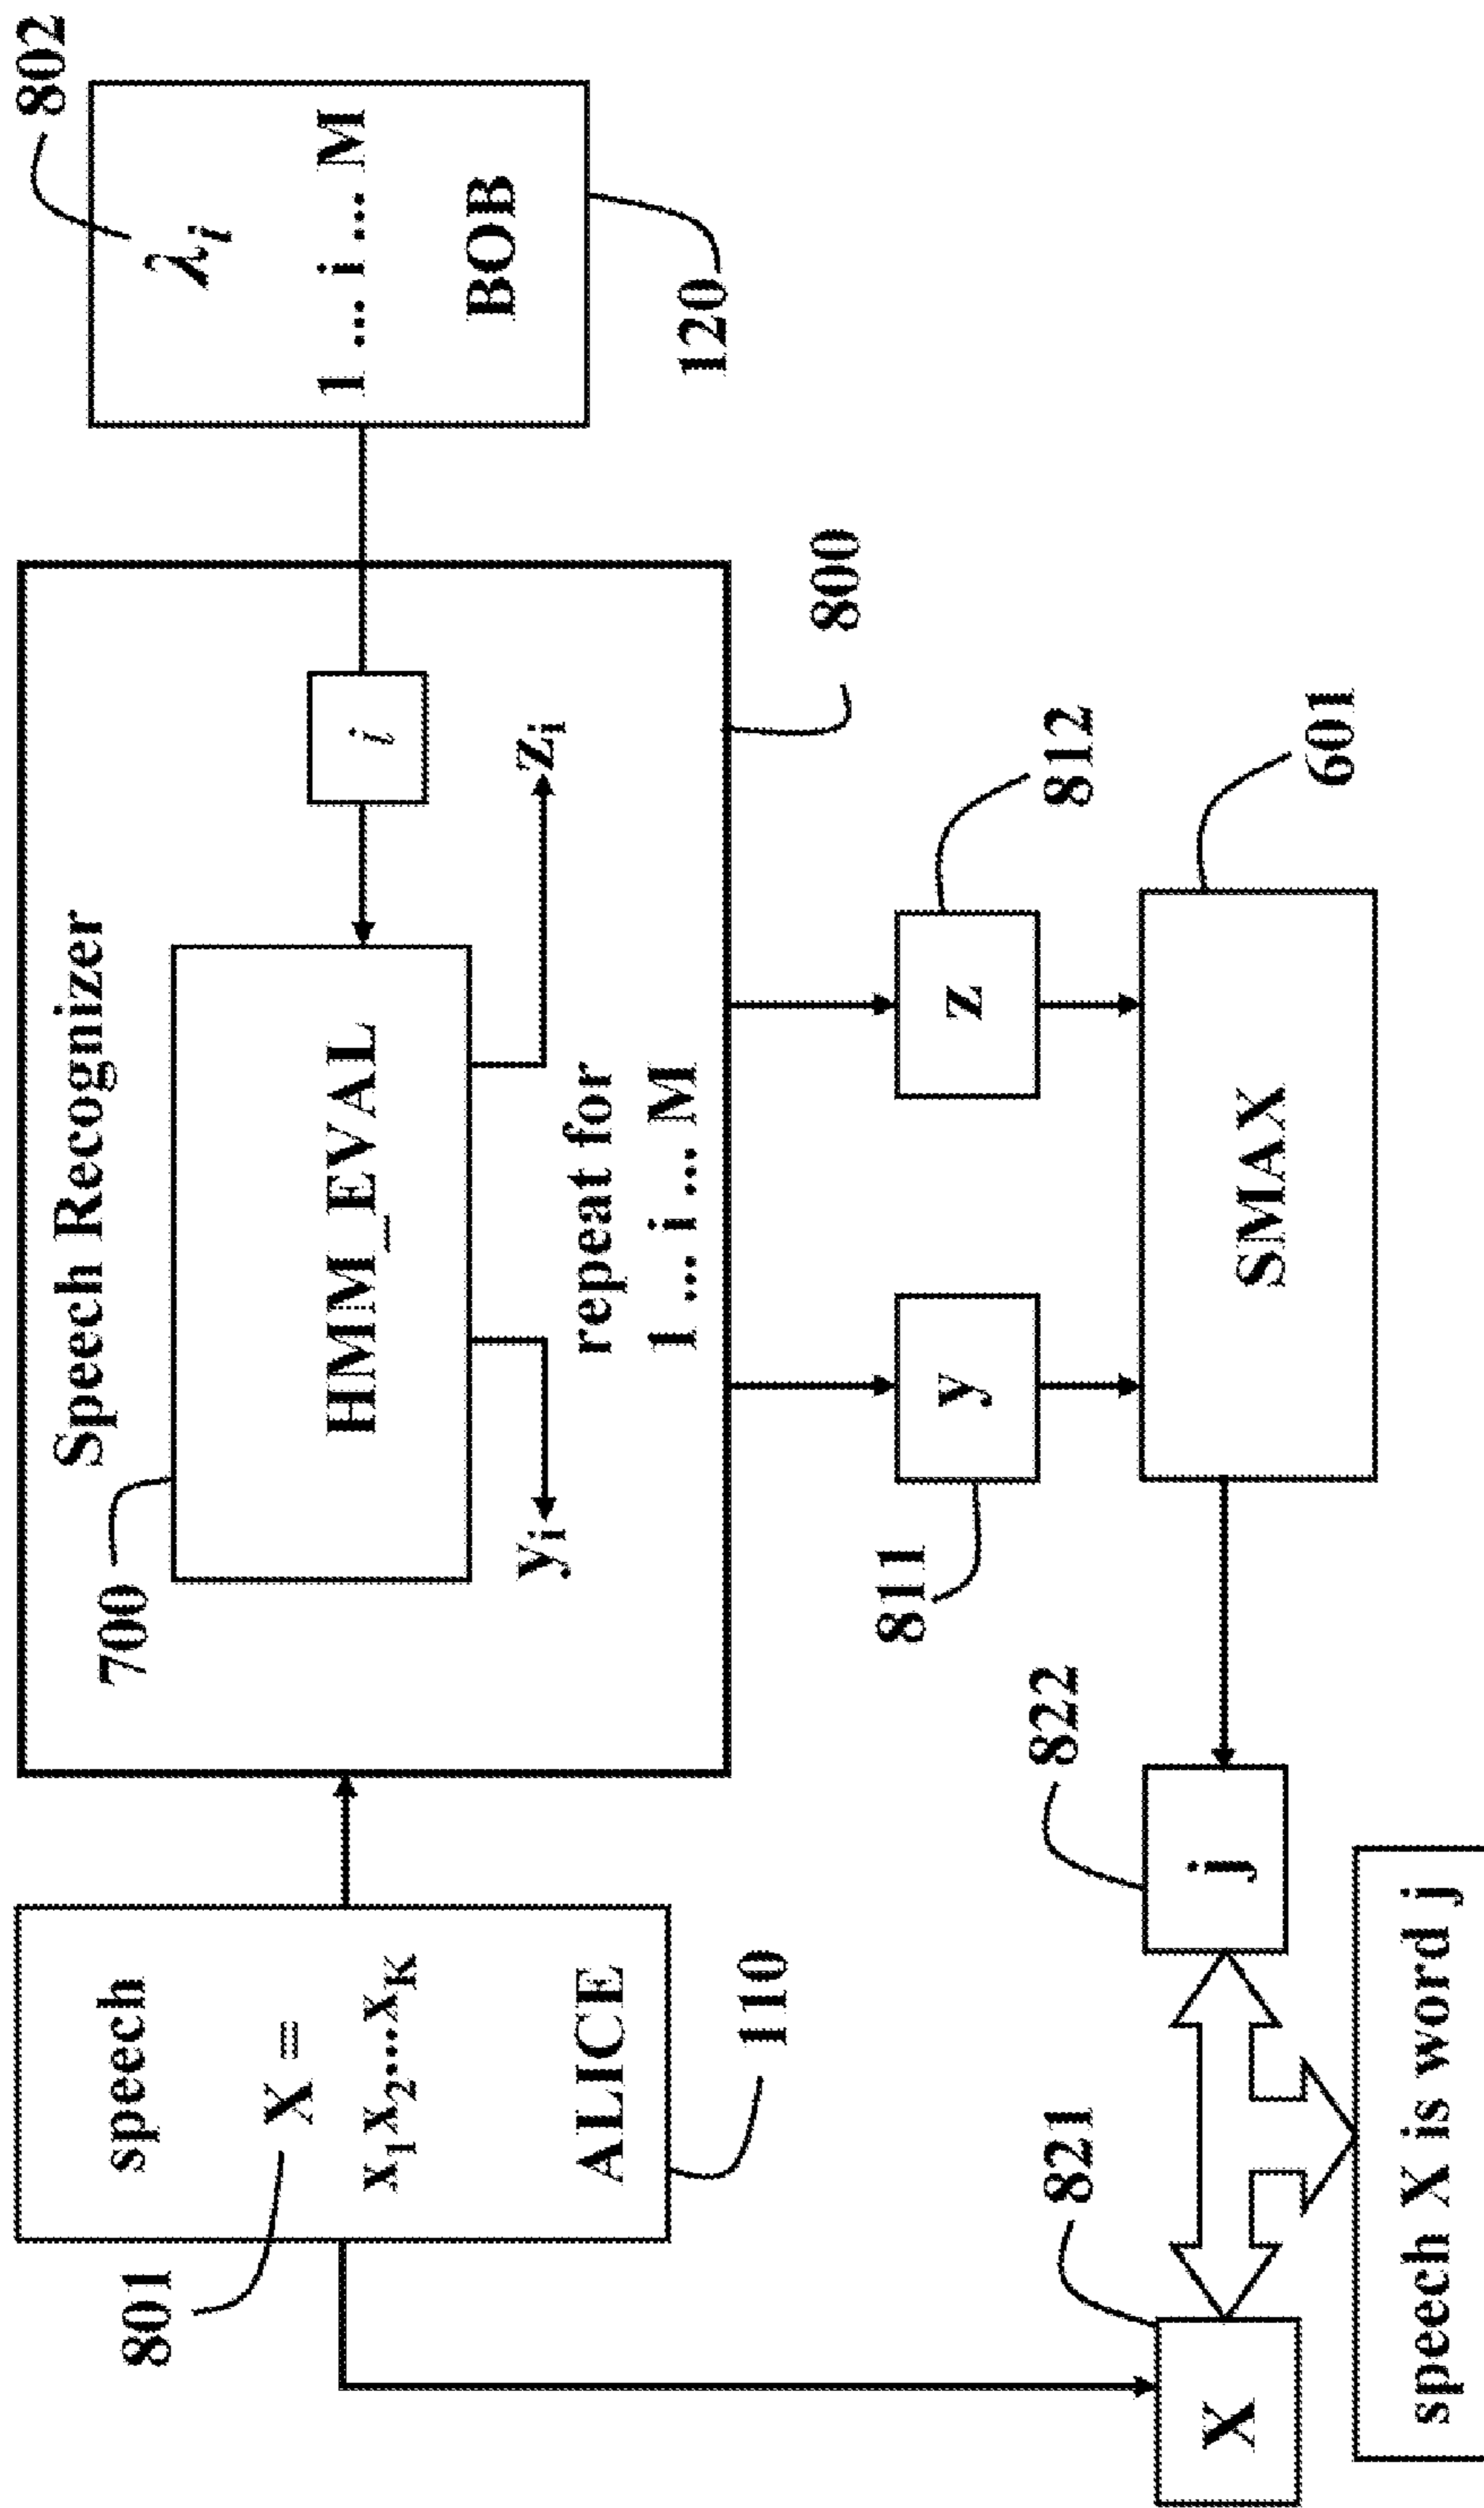 801
speech
X =
x₁x₂...xₖ
ALICE
110
Speech Recognizer
700
HMM_EVAL
i
yᵢ
zᵢ
repeat for
1 ... i ... M
800
802
λᵢ
1 ... i ... M
BOB
120
811
y
z
812
SMAX
601
821
X
j
822
speech X is word j